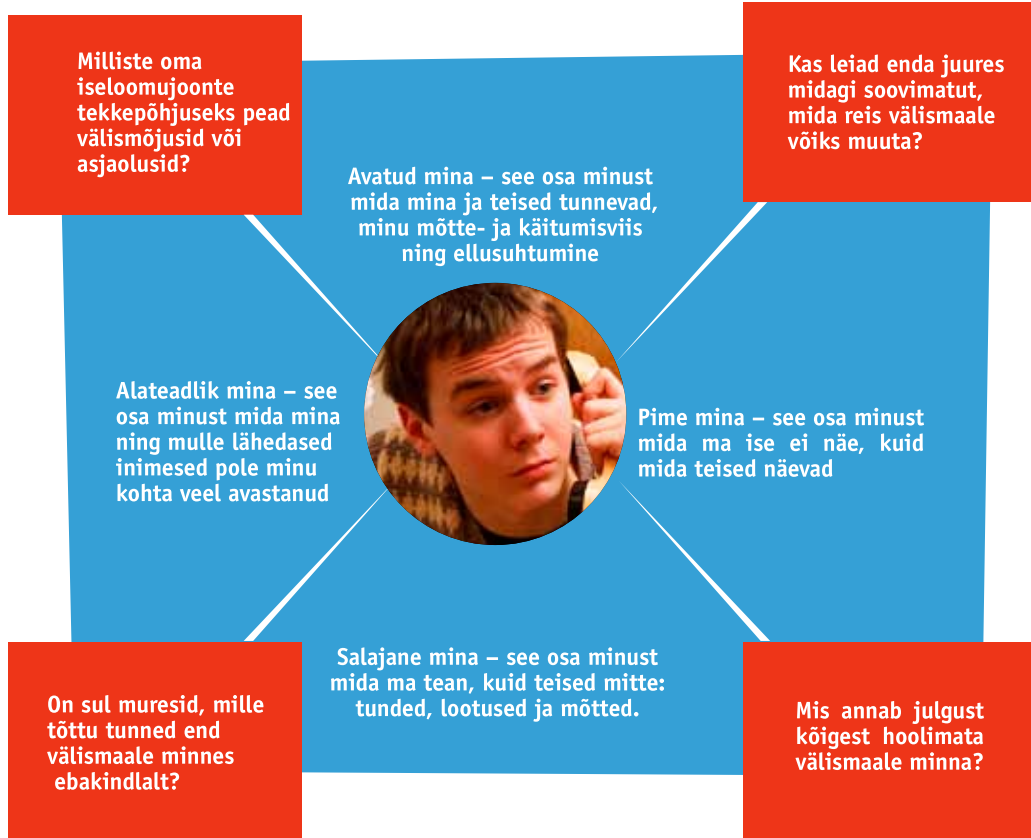 Milliste oma
iseloomujoonte
tekkepõhjuseks pead
välismõjusid või
asjaolusid?
Kas leiad enda juures
midagi soovimatut,
mida reis välismaale
võiks muuta?
Avatud mina – see osa minust
mida mina ja teised tunnevad,
minu mõtte- ja käitumisviis
ning ellusuhtumine
Alateadlik mina – see
osa minust mida mina
ning mulle lähedased
inimesed pole minu
kohta veel avastanud
Pime mina – see osa minust
mida ma ise ei näe, kuid
mida teised näevad
Salajane mina – see osa minust
mida ma tean, kuid teised mitte:
tunded, lootused ja mõtted.
On sul muresid, mille
tõttu tunned end
välismaale minnes
ebakindlalt?
Mis annab julgust
kõigest hoolimata
välismaale minna?